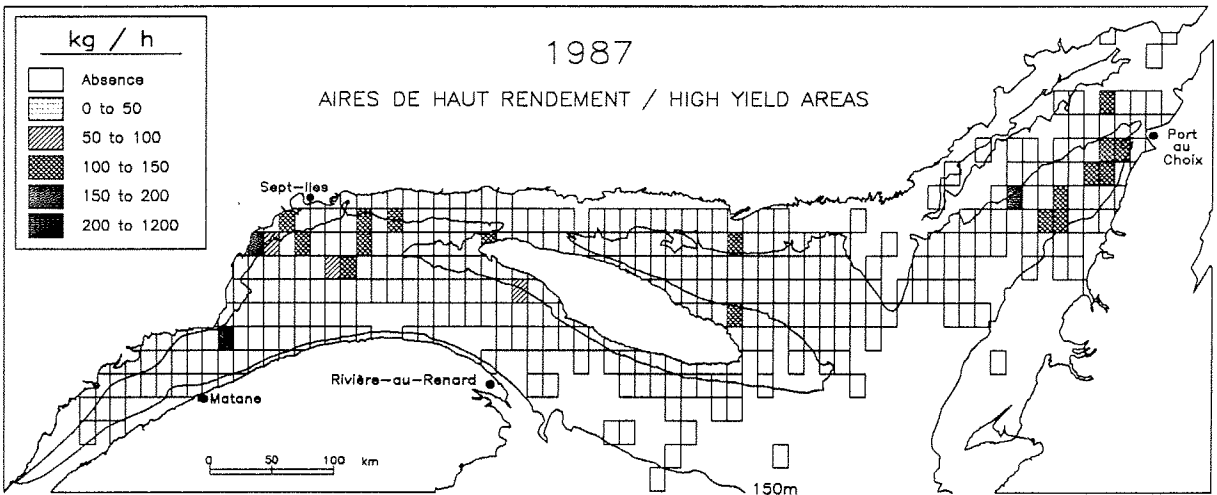 kg / h
Absence
0 to 50
50 to 100
100 to 150
150 to 200
200 to 1200
1987
AIRES DE HAUT RENDEMENT / HIGH YIELD AREAS
Port
au
Choix
Sept-Iles
Rivière-au-Renard
Matane
0 50 100 km
150m